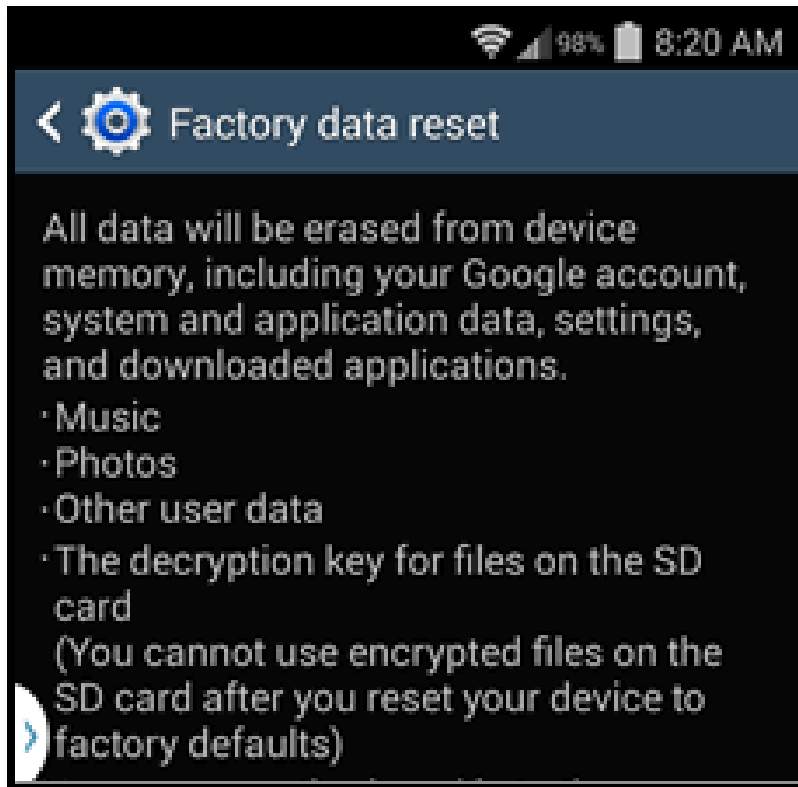 98% 8:20 AM
Factory data reset
All data will be erased from device
memory, including your Google account,
system and application data, settings,
and downloaded applications.
·Music
·Photos
·Other user data
·The decryption key for files on the SD
card
(You cannot use encrypted files on the
SD card after you reset your device to
factory defaults)